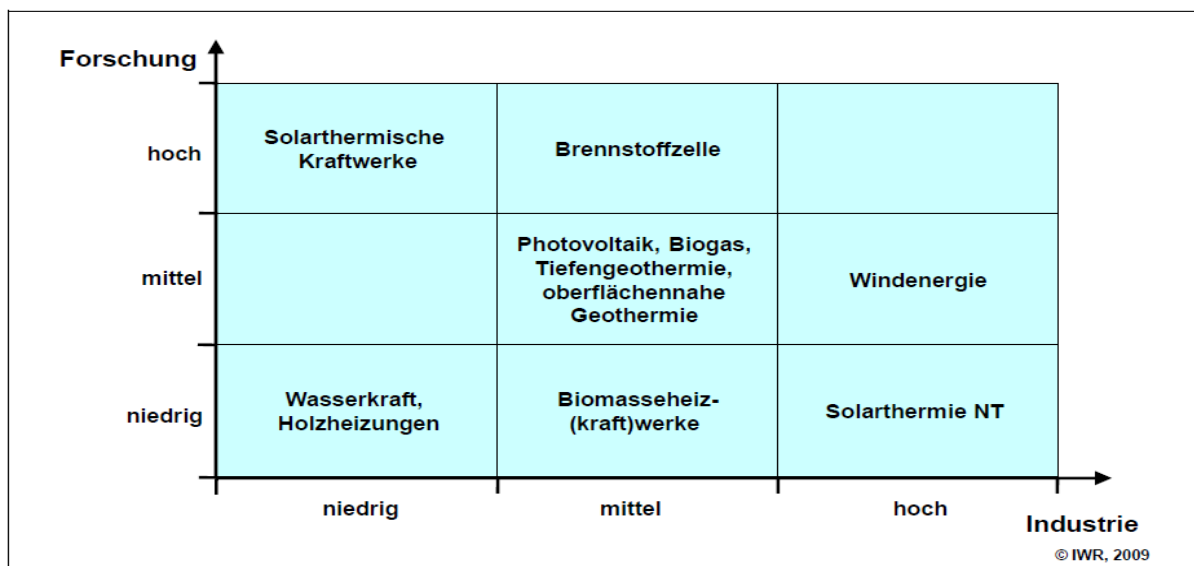 Forschung
hoch
Solarthermische
Kraftwerke
Brennstoffzelle
mittel
Photovoltaik, Biogas,
Tiefengeothermie,
oberflächennahe
Geothermie
Windenergie
niedrig
Wasserkraft,
Holzheizungen
Biomasseheiz-
(kraft)werke
Solarthermie NT
niedrig
mittel
hoch
Industrie
© IWR, 2009